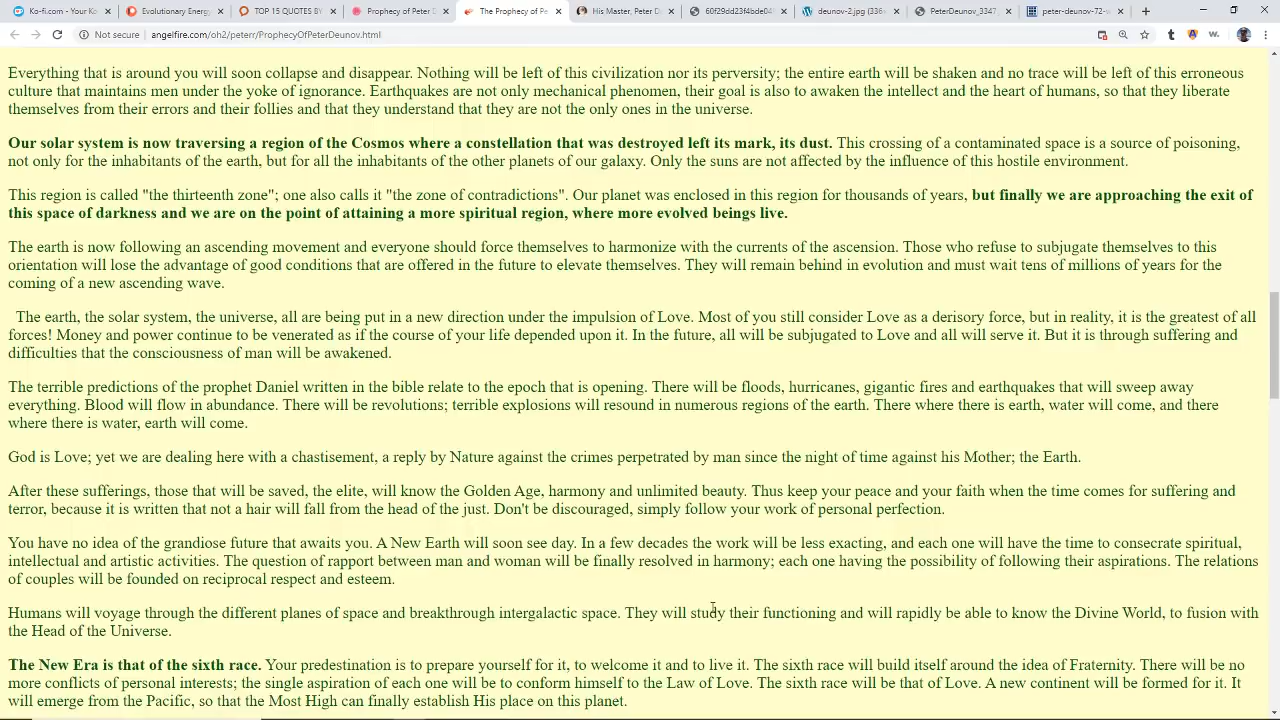 Ko-fi.com - Your Ko
Evolutionary Energy
TOP 15 QUOTES BY
Prophecy of Peter D
The Prophecy of Pe
His Master, Peter D
60f29dd23f4bde04
deunov-2.jpg (336×
PeterDeunov_3347_
peter-deunov-72-w
Not secure | angelfire.com/oh2/peterr/ProphecyOfPeterDeunov.html
Everything that is around you will soon collapse and disappear. Nothing will be left of this civilization nor its perversity; the entire earth will be shaken and no trace will be left of this erroneous
culture that maintains men under the yoke of ignorance. Earthquakes are not only mechanical phenomen, their goal is also to awaken the intellect and the heart of humans, so that they liberate
themselves from their errors and their follies and that they understand that they are not the only ones in the universe.
Our solar system is now traversing a region of the Cosmos where a constellation that was destroyed left its mark, its dust. This crossing of a contaminated space is a source of poisoning,
not only for the inhabitants of the earth, but for all the inhabitants of the other planets of our galaxy. Only the suns are not affected by the influence of this hostile environment.
This region is called "the thirteenth zone"; one also calls it "the zone of contradictions". Our planet was enclosed in this region for thousands of years, but finally we are approaching the exit of
this space of darkness and we are on the point of attaining a more spiritual region, where more evolved beings live.
The earth is now following an ascending movement and everyone should force themselves to harmonize with the currents of the ascension. Those who refuse to subjugate themselves to this
orientation will lose the advantage of good conditions that are offered in the future to elevate themselves. They will remain behind in evolution and must wait tens of millions of years for the
coming of a new ascending wave.
The earth, the solar system, the universe, all are being put in a new direction under the impulsion of Love. Most of you still consider Love as a derisory force, but in reality, it is the greatest of all
forces! Money and power continue to be venerated as if the course of your life depended upon it. In the future, all will be subjugated to Love and all will serve it. But it is through suffering and
difficulties that the consciousness of man will be awakened.
The terrible predictions of the prophet Daniel written in the bible relate to the epoch that is opening. There will be floods, hurricanes, gigantic fires and earthquakes that will sweep away
everything. Blood will flow in abundance. There will be revolutions; terrible explosions will resound in numerous regions of the earth. There where there is earth, water will come, and there
where there is water, earth will come.
God is Love; yet we are dealing here with a chastisement, a reply by Nature against the crimes perpetrated by man since the night of time against his Mother; the Earth.
After these sufferings, those that will be saved, the elite, will know the Golden Age, harmony and unlimited beauty. Thus keep your peace and your faith when the time comes for suffering and
terror, because it is written that not a hair will fall from the head of the just. Don't be discouraged, simply follow your work of personal perfection.
You have no idea of the grandiose future that awaits you. A New Earth will soon see day. In a few decades the work will be less exacting, and each one will have the time to consecrate spiritual,
intellectual and artistic activities. The question of rapport between man and woman will be finally resolved in harmony; each one having the possibility of following their aspirations. The relations
of couples will be founded on reciprocal respect and esteem.
Humans will voyage through the different planes of space and breakthrough intergalactic space. They will study their functioning and will rapidly be able to know the Divine World, to fusion with
the Head of the Universe.
The New Era is that of the sixth race. Your predestination is to prepare yourself for it, to welcome it and to live it. The sixth race will build itself around the idea of Fraternity. There will be no
more conflicts of personal interests; the single aspiration of each one will be to conform himself to the Law of Love. The sixth race will be that of Love. A new continent will be formed for it. It
will emerge from the Pacific, so that the Most High can finally establish His place on this planet.